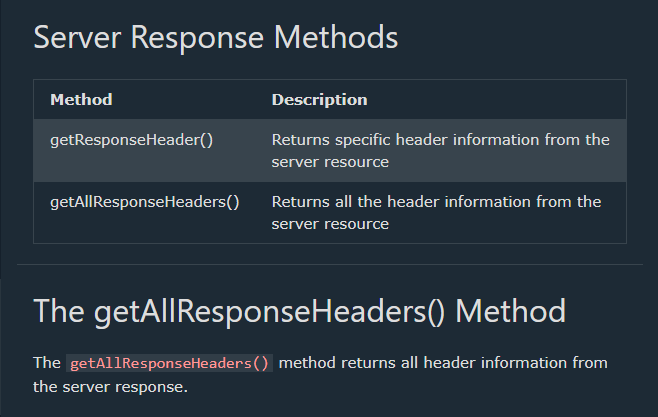 Server Response Methods
Method Description
getResponseHeader() Returns specific header information from the
server resource
getAllResponseHeaders() Returns all the header information from the
server resource
The getAllResponseHeaders() Method
The getAllResponseHeaders() method returns all header information from
the server response.